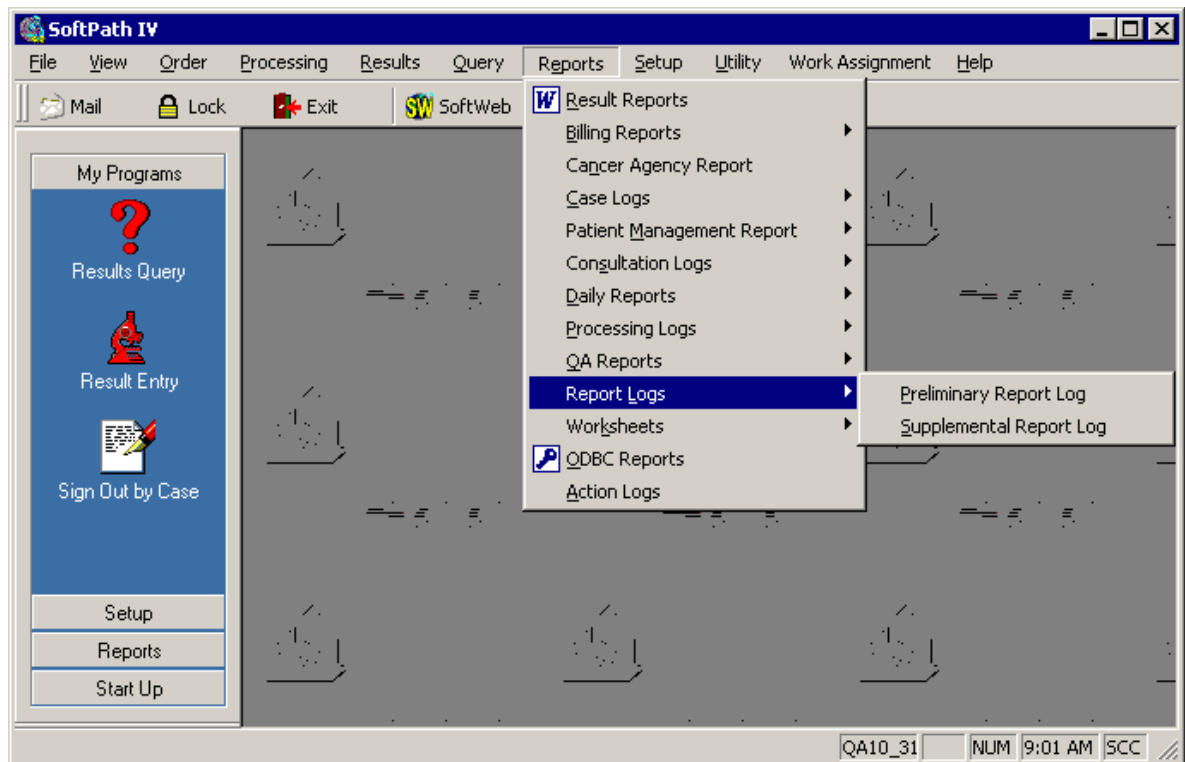 SoftPath IV
File View Order Processing Results Query Reports Setup Utility Work Assignment Help
Mail Lock Exit SW SoftWeb
My Programs
Results Query
Result Entry
Sign Out by Case
Setup
Reports
Start Up
W Result Reports
Billing Reports
Cancer Agency Report
Case Logs
Patient Management Report
Consultation Logs
Daily Reports
Processing Logs
QA Reports
Report Logs
Worksheets
ODBC Reports
Action Logs
Preliminary Report Log
Supplemental Report Log
QA10_31 NUM 9:01 AM SCC